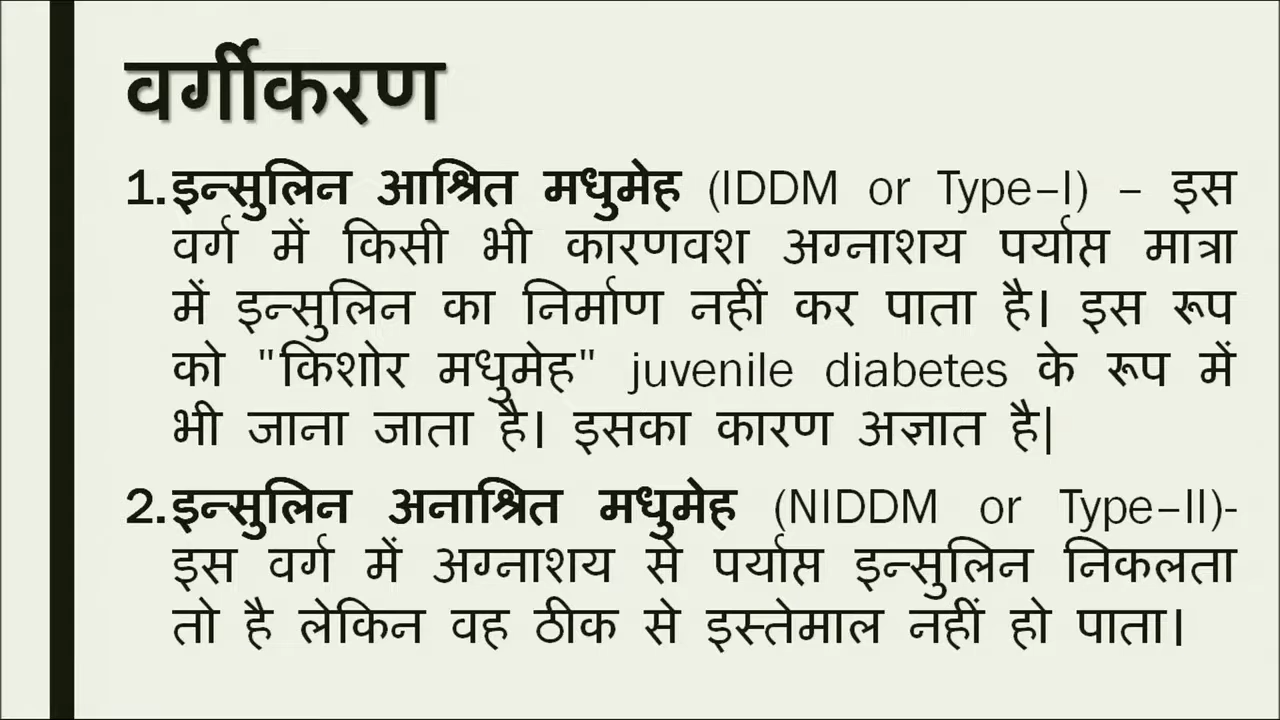 वर्गीकरण
1. इन्सुलिन आश्रित मधुमेह (IDDM or Type–I) – इस
वर्ग में किसी भी कारणवश अग्नाशय पर्याप्त मात्रा
में इन्सुलिन का निर्माण नहीं कर पाता है। इस रूप
को "किशोर मधुमेह" juvenile diabetes के रूप में
भी जाना जाता है। इसका कारण अज्ञात है|
2. इन्सुलिन अनाश्रित मधुमेह (NIDDM or Type–II)-
इस वर्ग में अग्नाशय से पर्याप्त इन्सुलिन निकलता
तो है लेकिन वह ठीक से इस्तेमाल नहीं हो पाता।